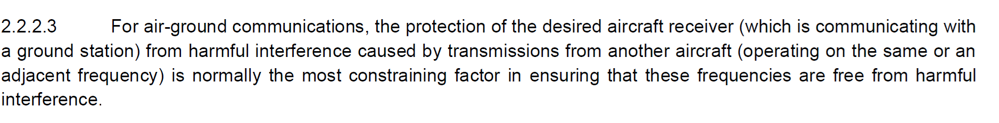 2.2.2.3 For air-ground communications, the protection of the desired aircraft receiver (which is communicating with
a ground station) from harmful interference caused by transmissions from another aircraft (operating on the same or an
adjacent frequency) is normally the most constraining factor in ensuring that these frequencies are free from harmful
interference.